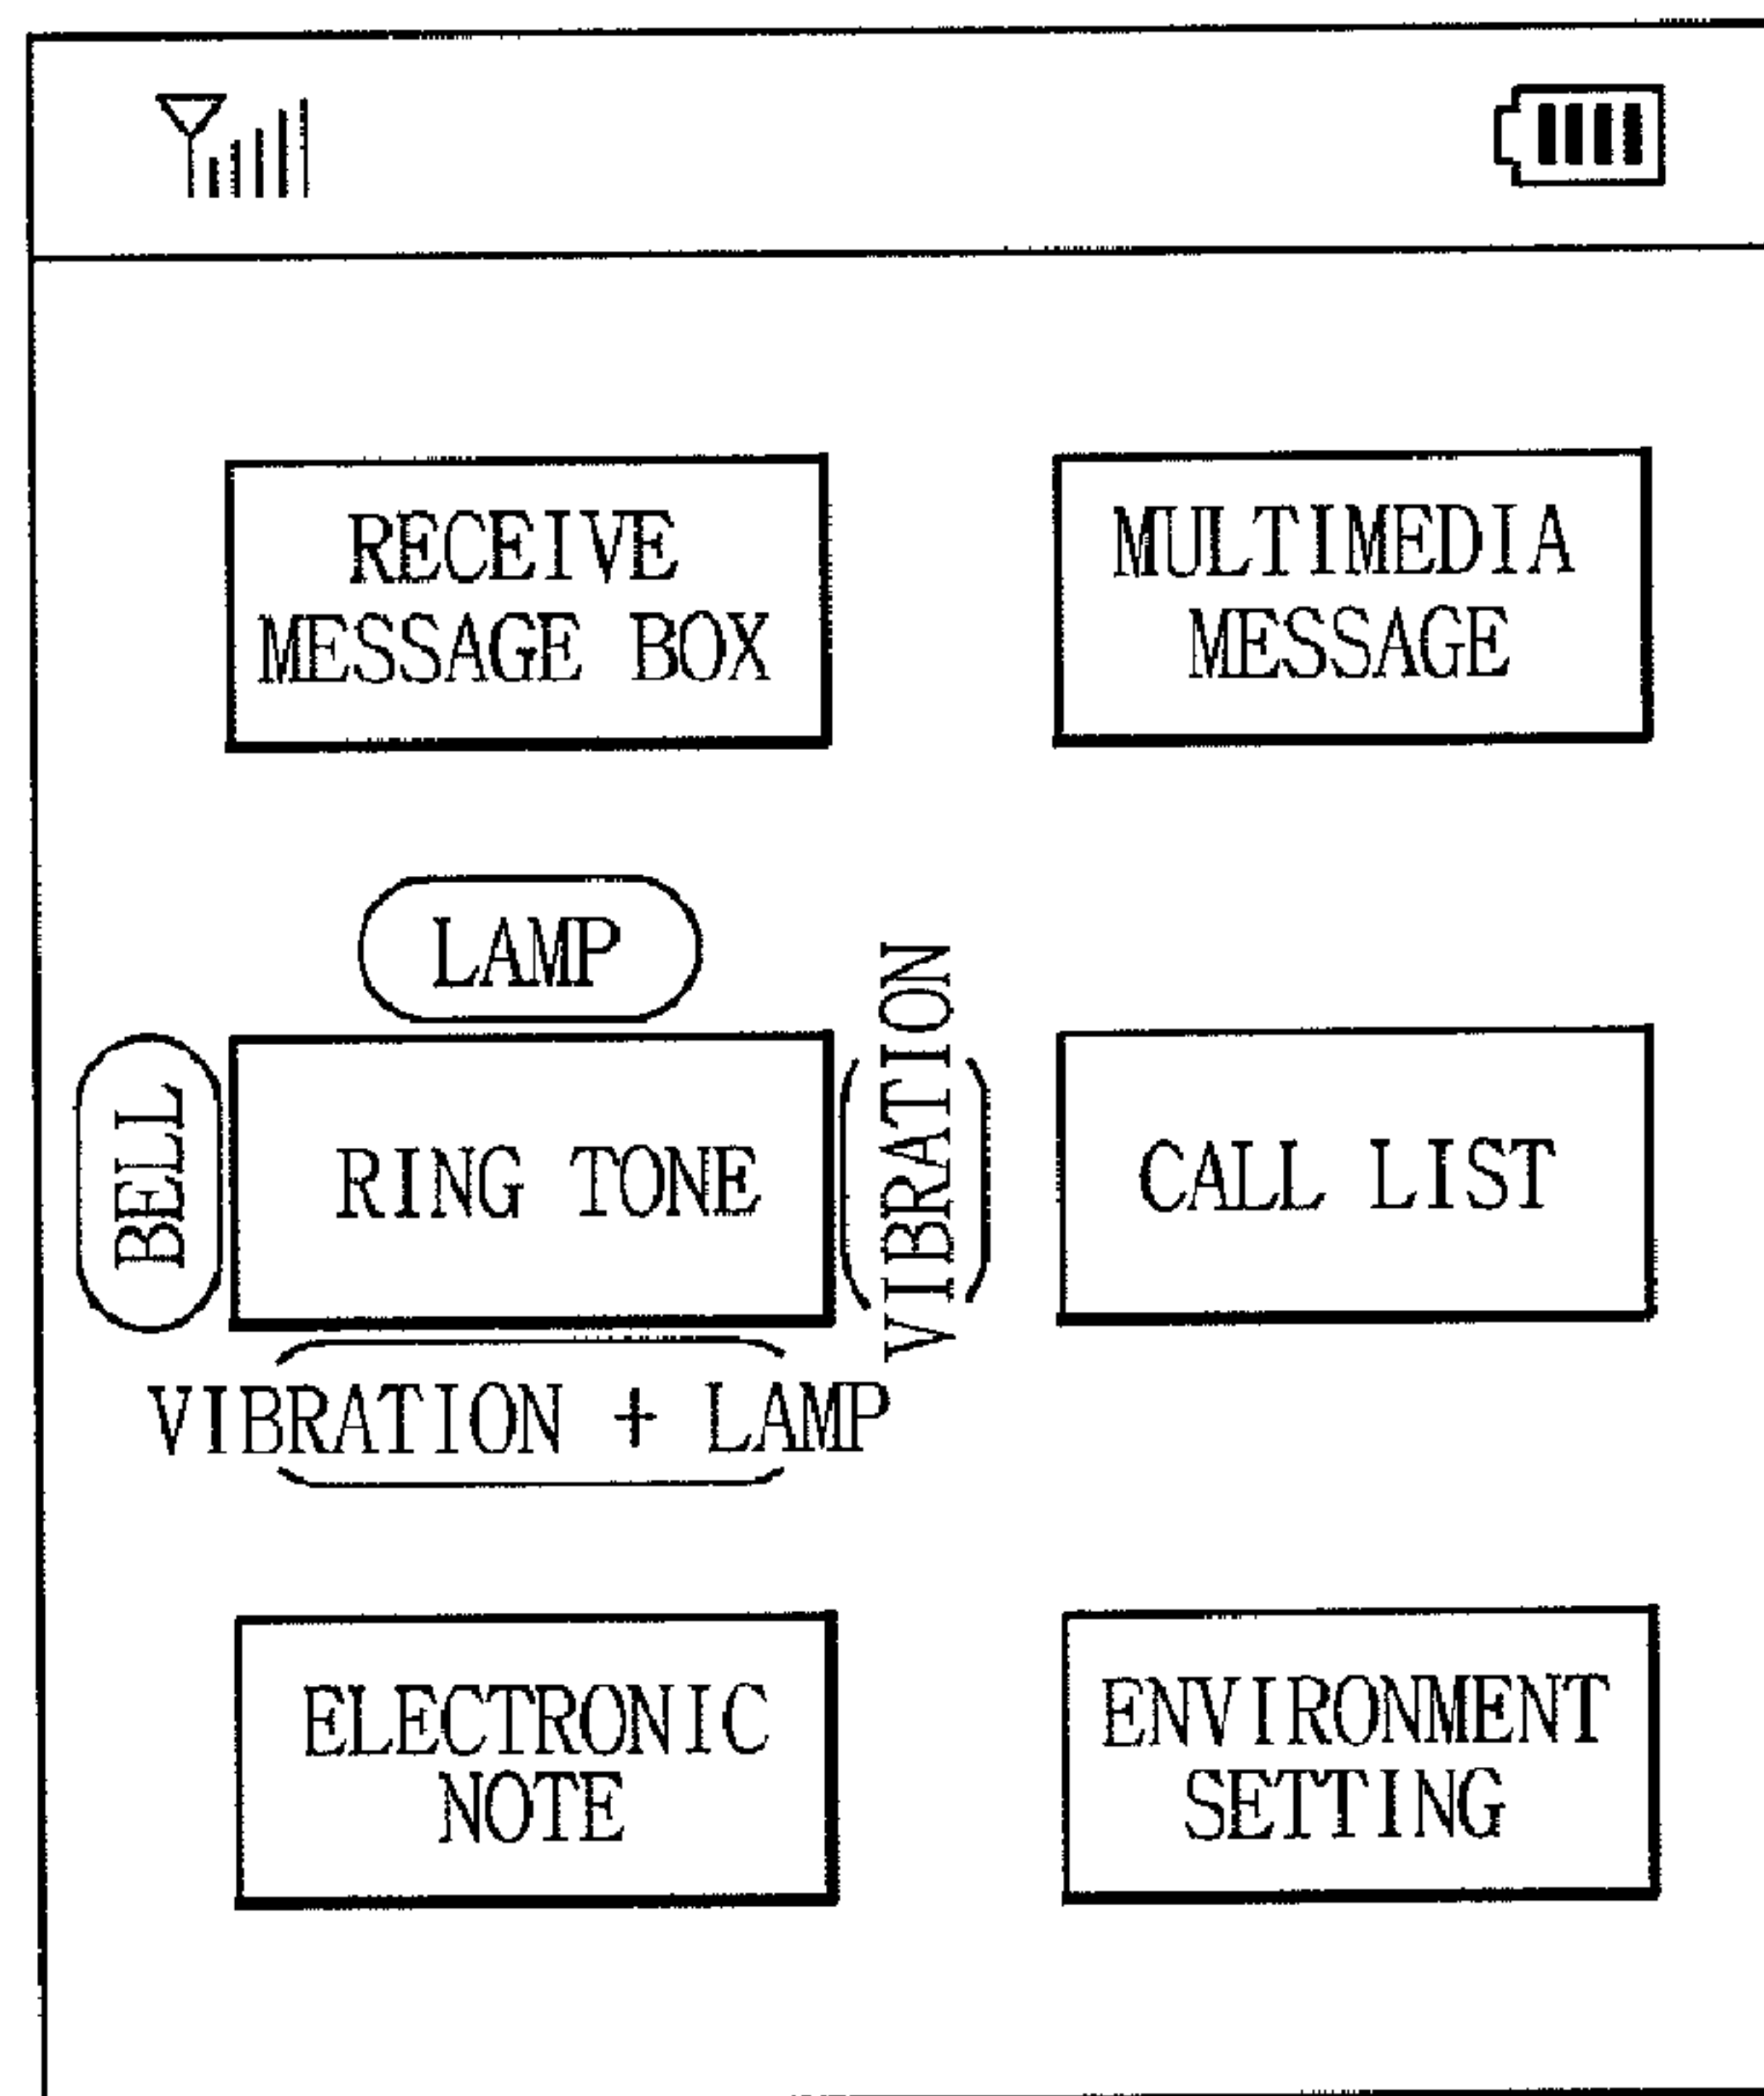 RECEIVE
MESSAGE BOX
MULTIMEDIA
MESSAGE
LAMP
BELL
RING TONE
VIBRATION
CALL LIST
VIBRATION + LAMP
ELECTRONIC
NOTE
ENVIRONMENT
SETTING